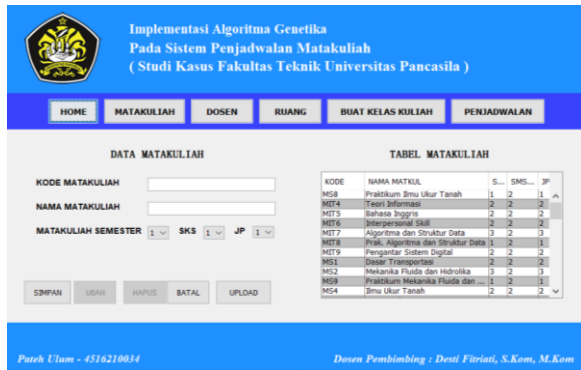 Implementasi Algoritma Genetika
Pada Sistem Penjadwalan Matakuliah
( Studi Kasus Fakultas Teknik Universitas Pancasila )
HOME MATAKULIAH DOSEN RUANG BUAT KELAS KULIAH PENJADWALAN
DATA MATAKULIAH
KODE MATAKULIAH
NAMA MATAKULIAH
MATAKULIAH SEMESTER 1 SKS 1 JP 1
SIMPAN UBAH HAPUS BATAL UPLOAD
TABEL MATAKULIAH
KODE NAMA MATKUL S... SMS... JP
MS8 Praktikum Ilmu Ukur Tanah 1 2 1
MIT4 Teori Informasi 2 2 2
MIT5 Bahasa Inggris 2 2 2
MIT6 Interpersonal Skill 2 2 2
MIT7 Algoritma dan Struktur Data 3 2 3
MIT8 Prak. Algoritma dan Struktur Data 1 2 1
MIT9 Pengantar Sistem Digital 2 2 2
MS1 Dasar Transportasi 2 2 2
MS2 Mekanika Fluida dan Hidrolika 3 2 3
MS9 Praktikum Mekanika Fluida dan ... 1 2 1
MS4 Ilmu Ukur Tanah 2 2 2
Pateh Ulum - 4516210034
Dosen Pembimbing : Desti Fitriati, S.Kom, M.Kom